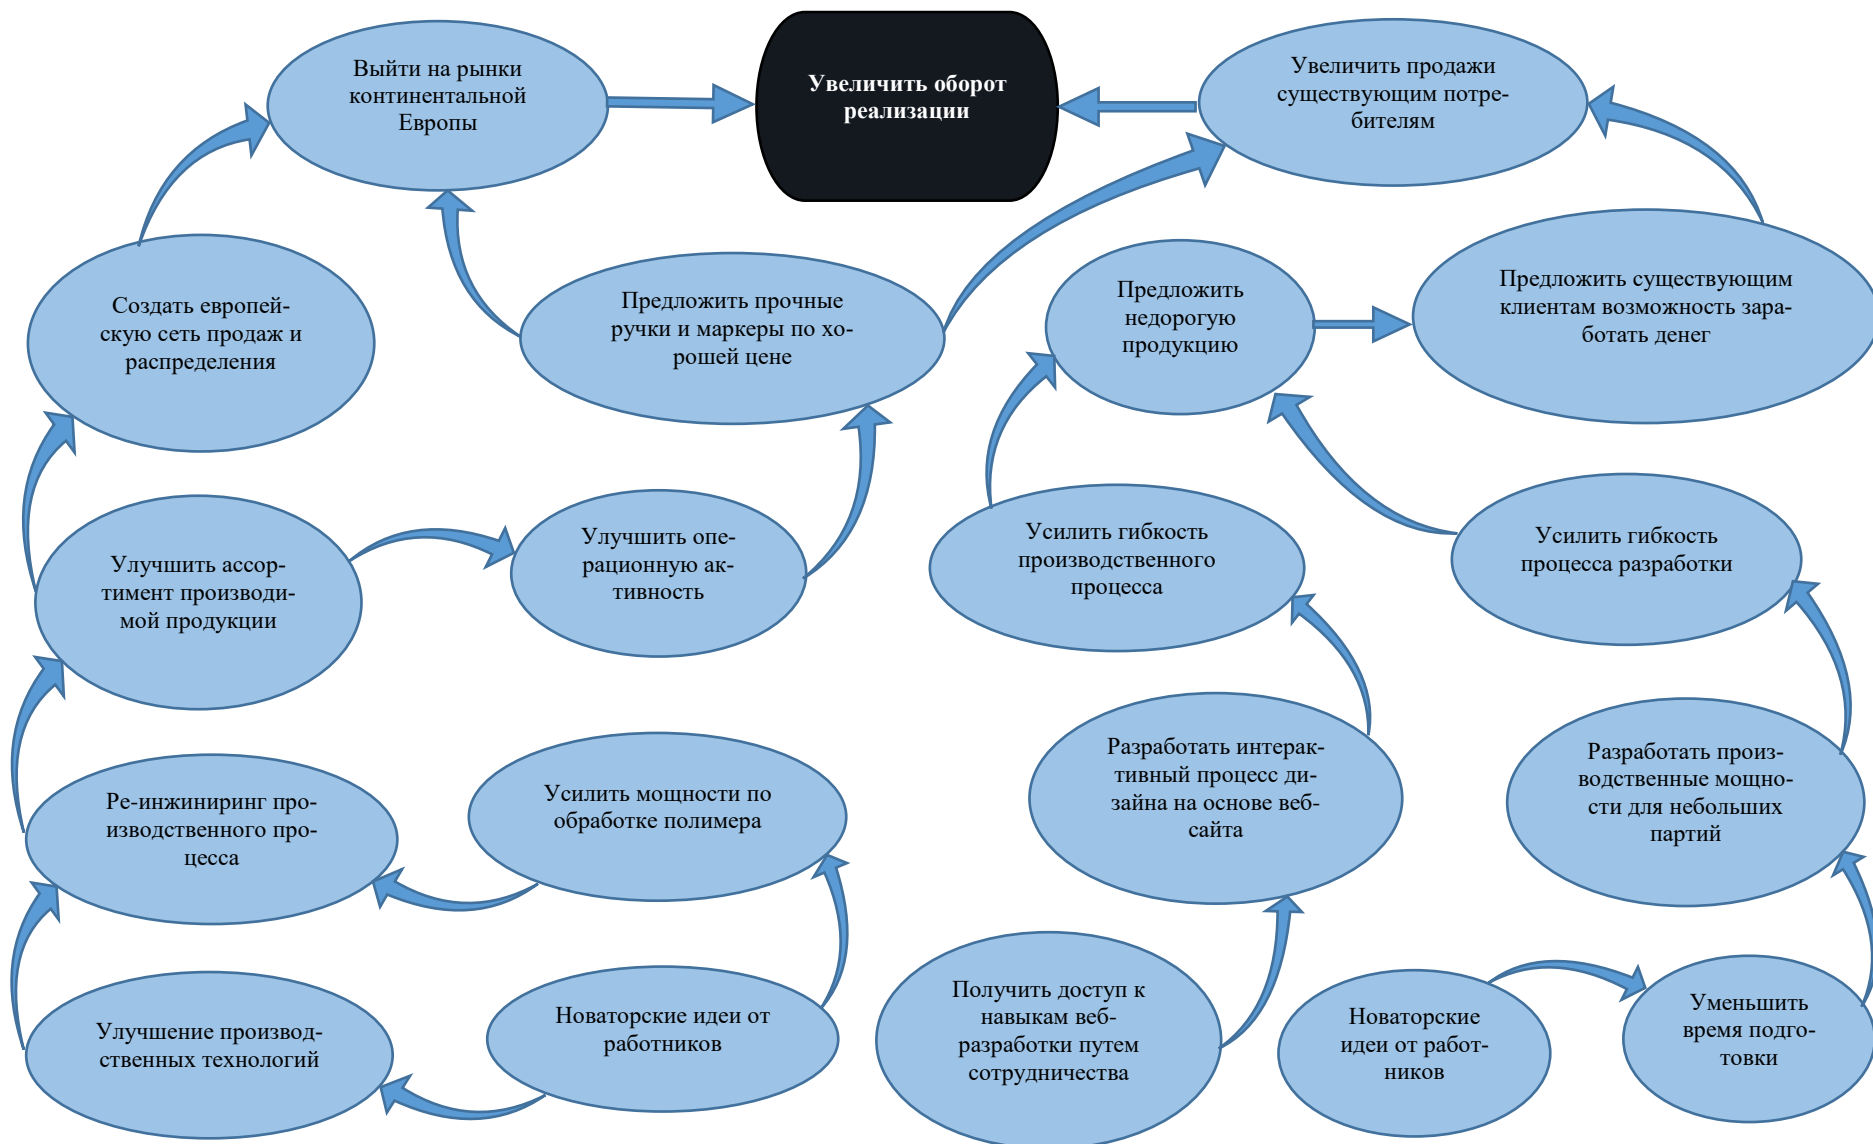 Выйти на рынки
континентальной
Европы
Увеличить оборот
реализации
Увеличить продажи
существующим потре-
бителям
Создать европей-
скую сеть продаж и
распределения
Предложить прочные
ручки и маркеры по хо-
рошей цене
Предложить
недорогую
продукцию
Предложить существующим
клиентам возможность зара-
ботать денег
Улучшить ассор-
тимент производи-
мой продукции
Улучшить опе-
рационную ак-
тивность
Усилить гибкость
производственного
процесса
Усилить гибкость
процесса разработки
Ре-инжиниринг про-
изводственного про-
цесса
Усилить мощности по
обработке полимера
Разработать интерак-
тивный процесс ди-
зайна на основе веб-
сайта
Разработать произ-
водственные мощно-
сти для небольших
партий
Улучшение производ-
ственных технологий
Новаторские идеи от
работников
Получить доступ к
навыкам веб-
разработки путем
сотрудничества
Новаторские
идеи от работ-
ников
Уменьшить
время подго-
товки